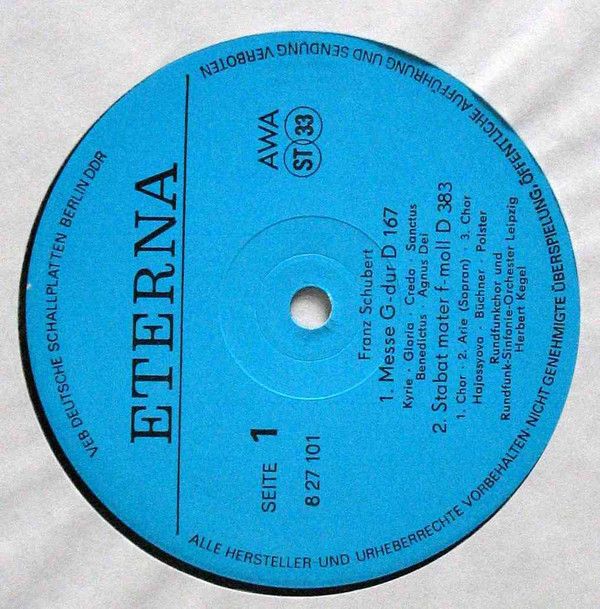 VEB DEUTSCHE SCHALLPLATTEN BERLIN DDR
ETERNA
SEITE 1
8 27 101
AWA
ST 33
Franz Schubert
1. Messe G-dur D 167
Kyrie · Gloria · Credo · Sanctus
Benedictus · Agnus Dei
2. Stabat mater f-moll D 383
1. Chor · 2. Arie (Sopran) · 3. Chor
Hajossyova · Büchner · Polster
Rundfunkchor und
Rundfunk-Sinfonie-Orchester Leipzig
Herbert Kegel
ALLE HERSTELLER- UND URHEBERRECHTE VORBEHALTEN · NICHT GENEHMIGTE ÜBERSPIELUNG, ÖFFENTLICHE AUFFÜHRUNG UND SENDUNG VERBOTEN